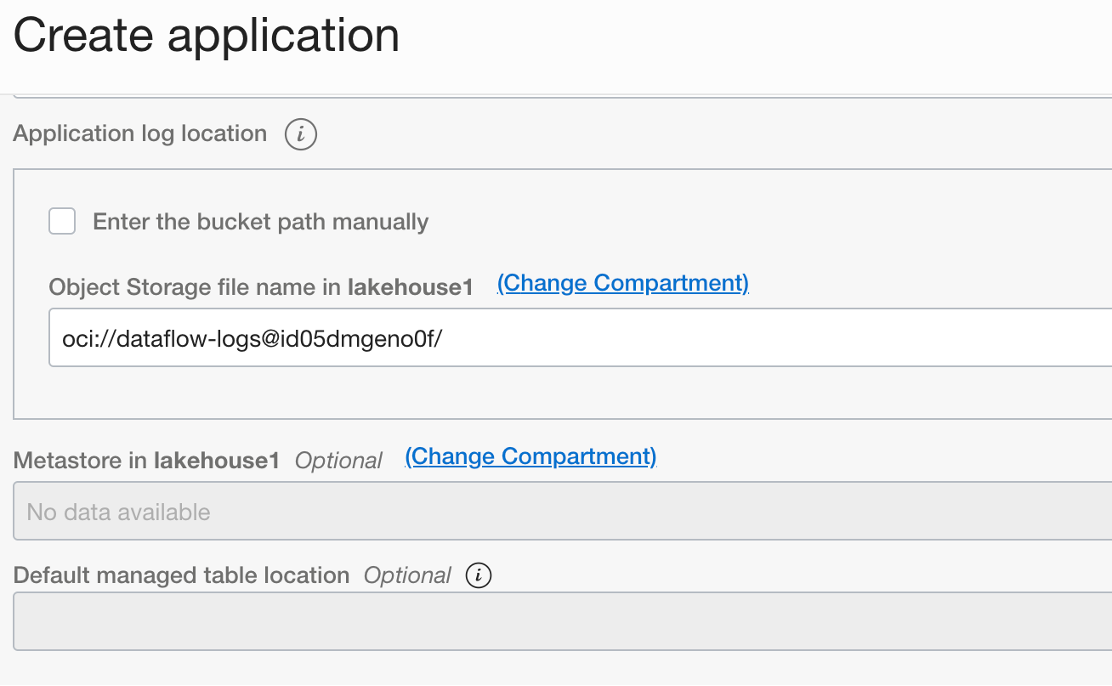 Create application
Application log location
Enter the bucket path manually
Object Storage file name in lakehouse1 (Change Compartment)
oci://dataflow-logs@id05dmgeno0f/
Metastore in lakehouse1 Optional (Change Compartment)
No data available
Default managed table location Optional